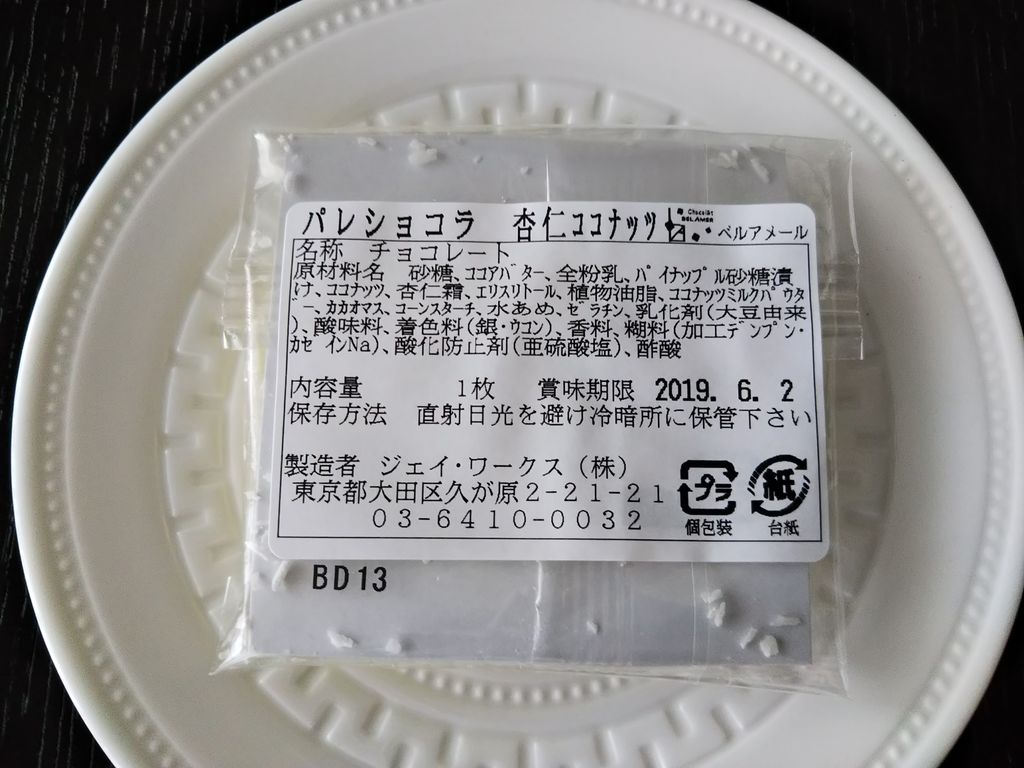 パレショコラ 杏仁ココナッツ Chocolat BEL AMER ベルアメール
名称 チョコレート
原材料名 砂糖、ココアバター、全粉乳、パイナップル砂糖漬
け、ココナッツ、杏仁霜、エリスリトール、植物油脂、ココナッツミルクパウダ
ー、カカオマス、コーンスターチ、水あめ、ゼラチン、乳化剤(大豆由来
)、酸味料、着色料(銀・ウコン)、香料、糊料(加工デンプン・
カゼインNa)、酸化防止剤(亜硫酸塩)、酢酸
内容量 1枚 賞味期限 2019. 6. 2
保存方法 直射日光を避け冷暗所に保管下さい
製造者 ジェイ・ワークス(株)
東京都大田区久が原2-21-21
03-6410-0032
プラ 紙
個包装 台紙
BD13